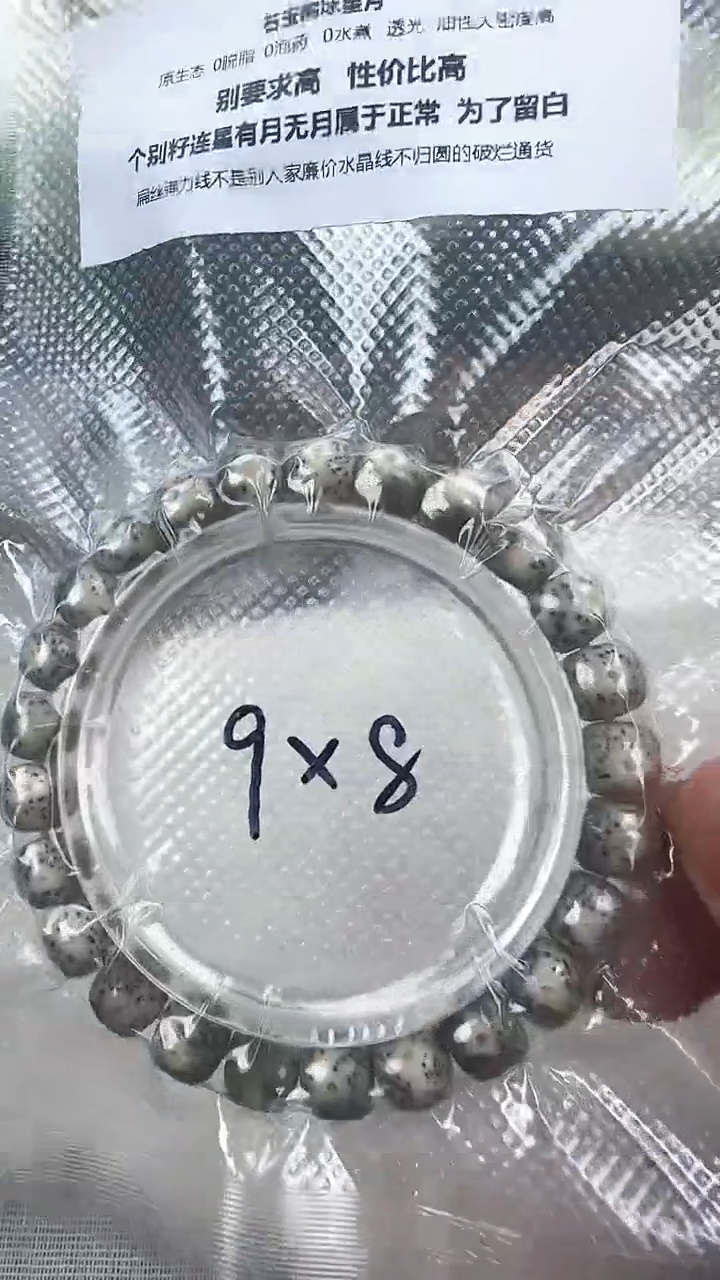 原生态 0脱脂 0泡药 0水煮 透光 油性大密度高
别要求高 性价比高
个别籽连星有月无月属于正常 为了留白
扁丝弹力线不是别人家廉价水晶线不归圆的破烂通货
9×8